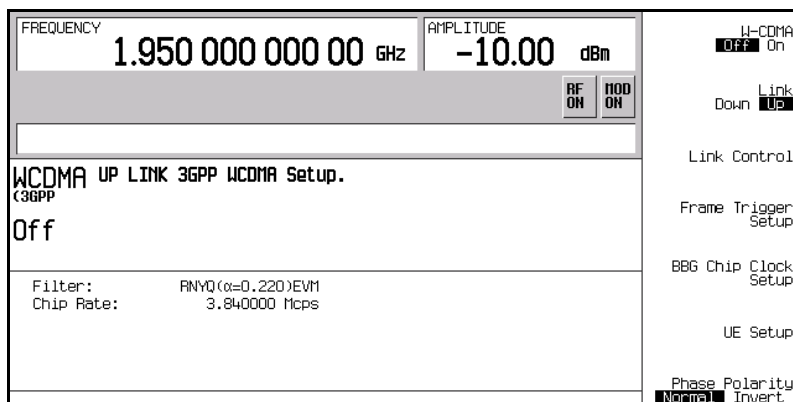 FREQUENCY
1.950 000 000 00 GHz
AMPLITUDE
-10.00 dBm
RF ON
MOD ON
WCDMA UP LINK 3GPP WCDMA Setup.
(3GPP
Off
Filter: RNYQ(α=0.220)EVM
Chip Rate: 3.840000 Mcps
W-CDMA
Off On
Link
Down Up
Link Control
Frame Trigger
Setup
BBG Chip Clock
Setup
UE Setup
Phase Polarity
Normal Invert